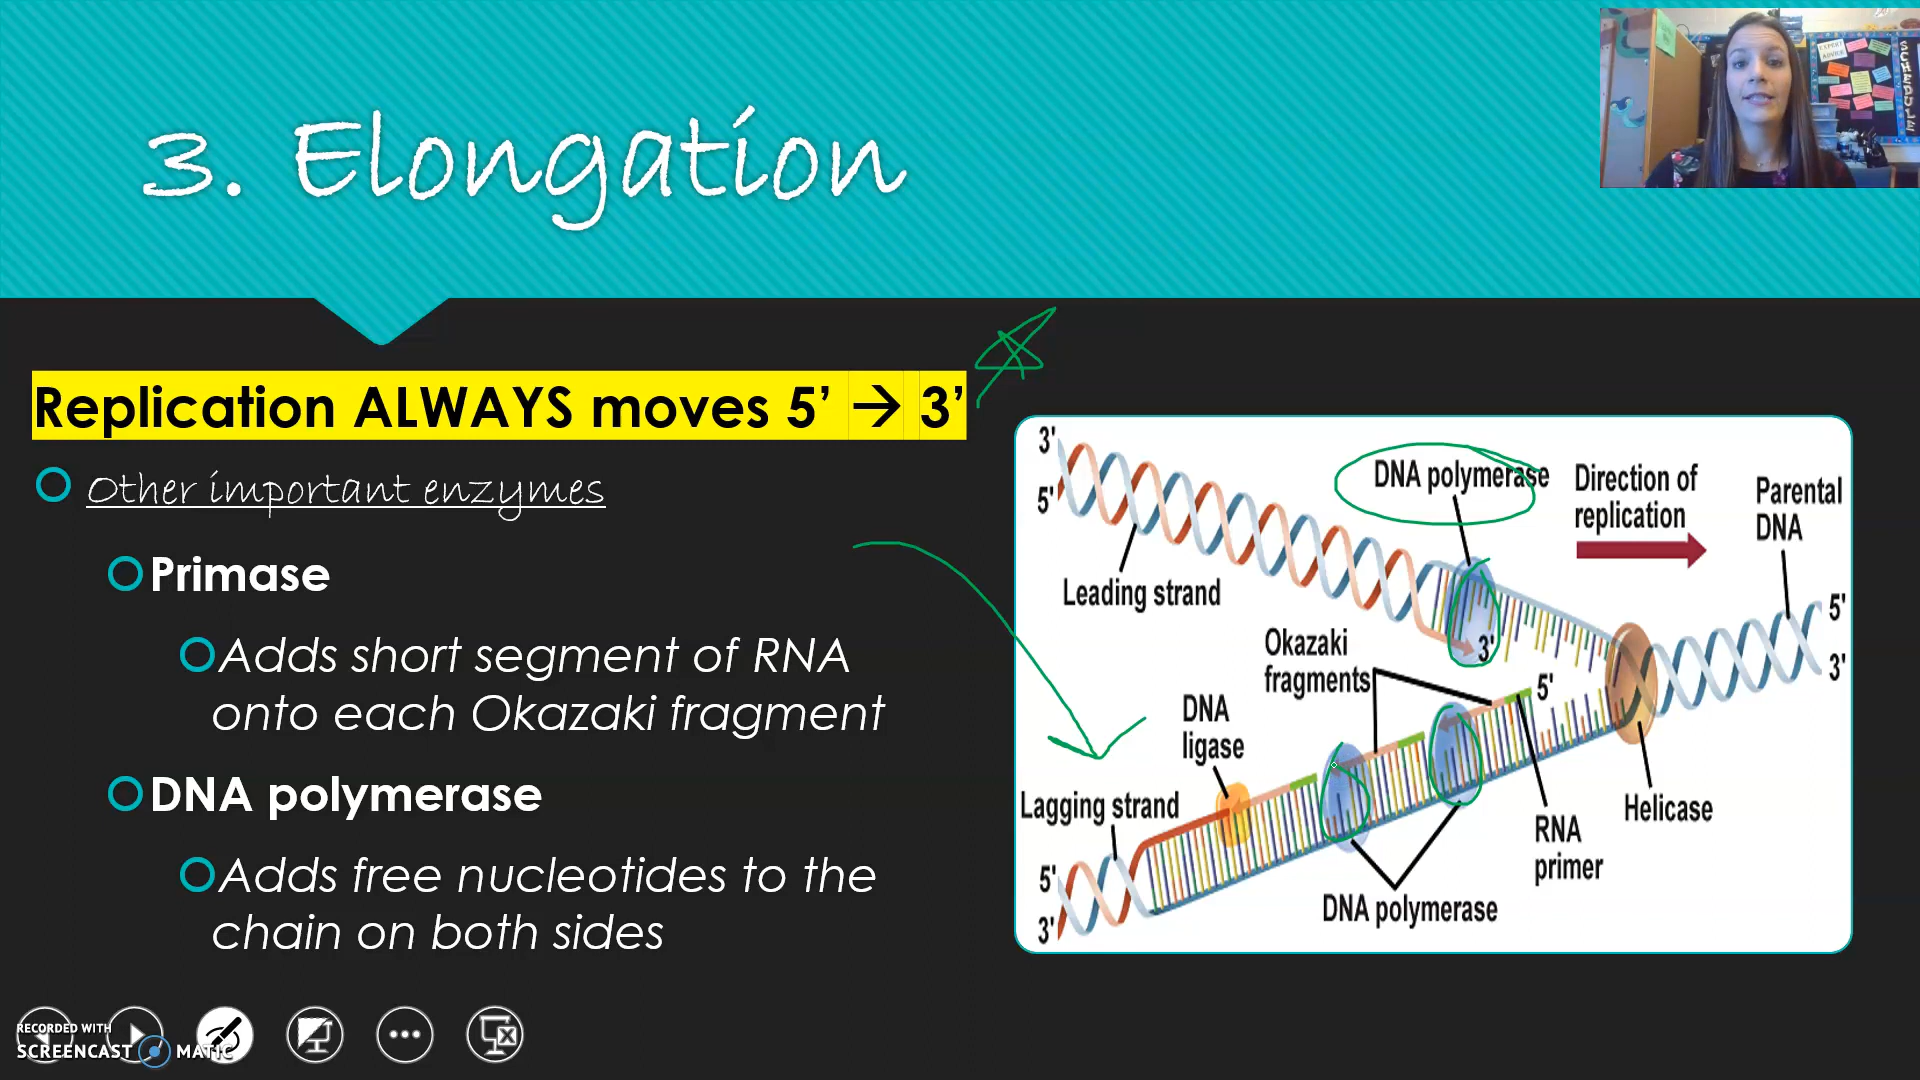 3. Elongation
EXPERT
ADVICE
SCHEDULE
Replication ALWAYS moves 5’ → 3’
Other important enzymes
Primase
Adds short segment of RNA
onto each Okazaki fragment
DNA polymerase
Adds free nucleotides to the
chain on both sides
3'
5'
Leading strand
DNA polymerase
Direction of
replication
Parental
DNA
5'
3'
3'
Okazaki
fragments
5'
DNA
ligase
Lagging strand
5'
3'
DNA polymerase
RNA
primer
Helicase
RECORDED WITH
SCREENCAST MATIC